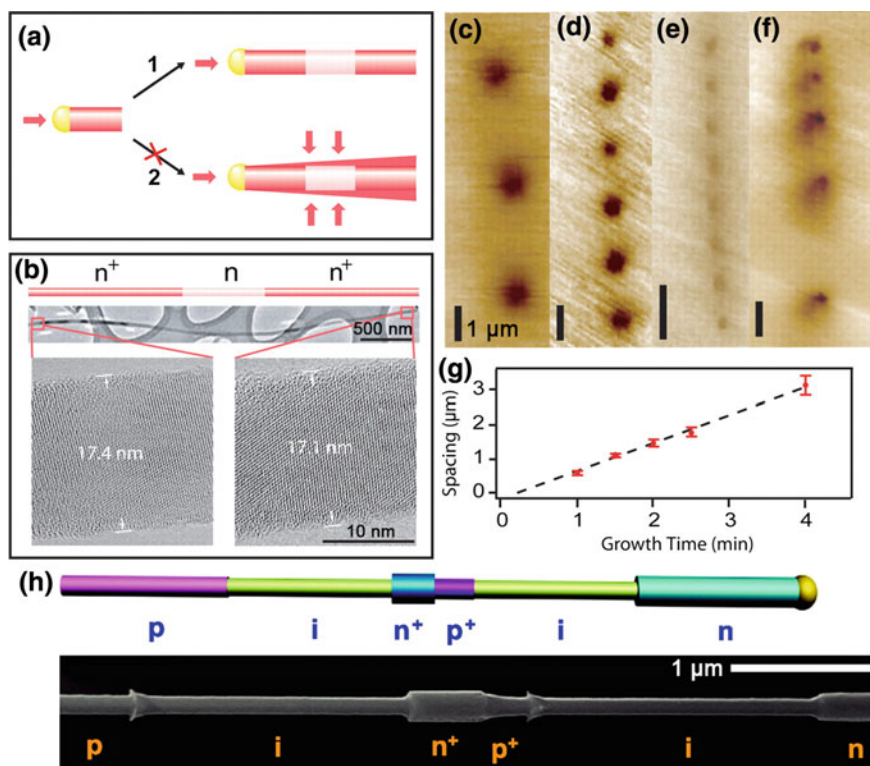 (a)
1
2
(b)
n⁺ n n⁺
500 nm
17.4 nm
17.1 nm
10 nm
(c) (d) (e) (f)
1 μm
(g)
Spacing (μm)
3
2
1
0
0 1 2 3 4
Growth Time (min)
(h)
p i n⁺ p⁺ i n
1 μm
p i n⁺ p⁺ i n